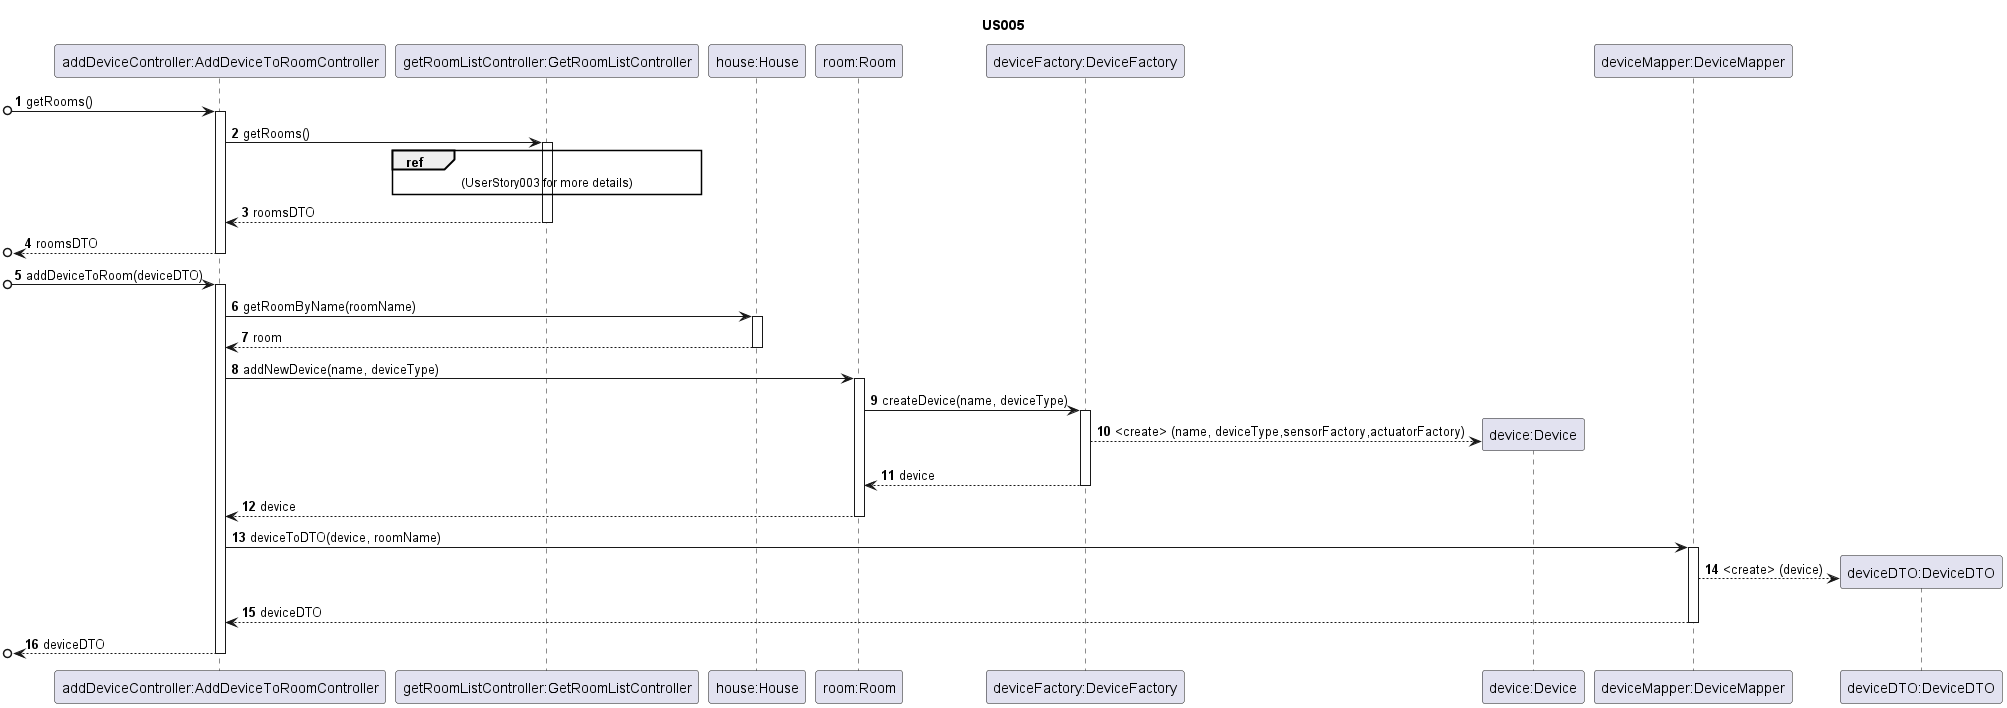 US005
addDeviceController:AddDeviceToRoomController
getRoomListController:GetRoomListController
house:House
room:Room
deviceFactory:DeviceFactory
deviceMapper:DeviceMapper
1 getRooms()
2 getRooms()
ref
(UserStory003 for more details)
3 roomsDTO
4 roomsDTO
5 addDeviceToRoom(deviceDTO)
6 getRoomByName(roomName)
7 room
8 addNewDevice(name, deviceType)
9 createDevice(name, deviceType)
10 <create> (name, deviceType,sensorFactory,actuatorFactory)
device:Device
11 device
12 device
13 deviceToDTO(device, roomName)
14 <create> (device)
deviceDTO:DeviceDTO
15 deviceDTO
16 deviceDTO
addDeviceController:AddDeviceToRoomController
getRoomListController:GetRoomListController
house:House
room:Room
deviceFactory:DeviceFactory
device:Device
deviceMapper:DeviceMapper
deviceDTO:DeviceDTO